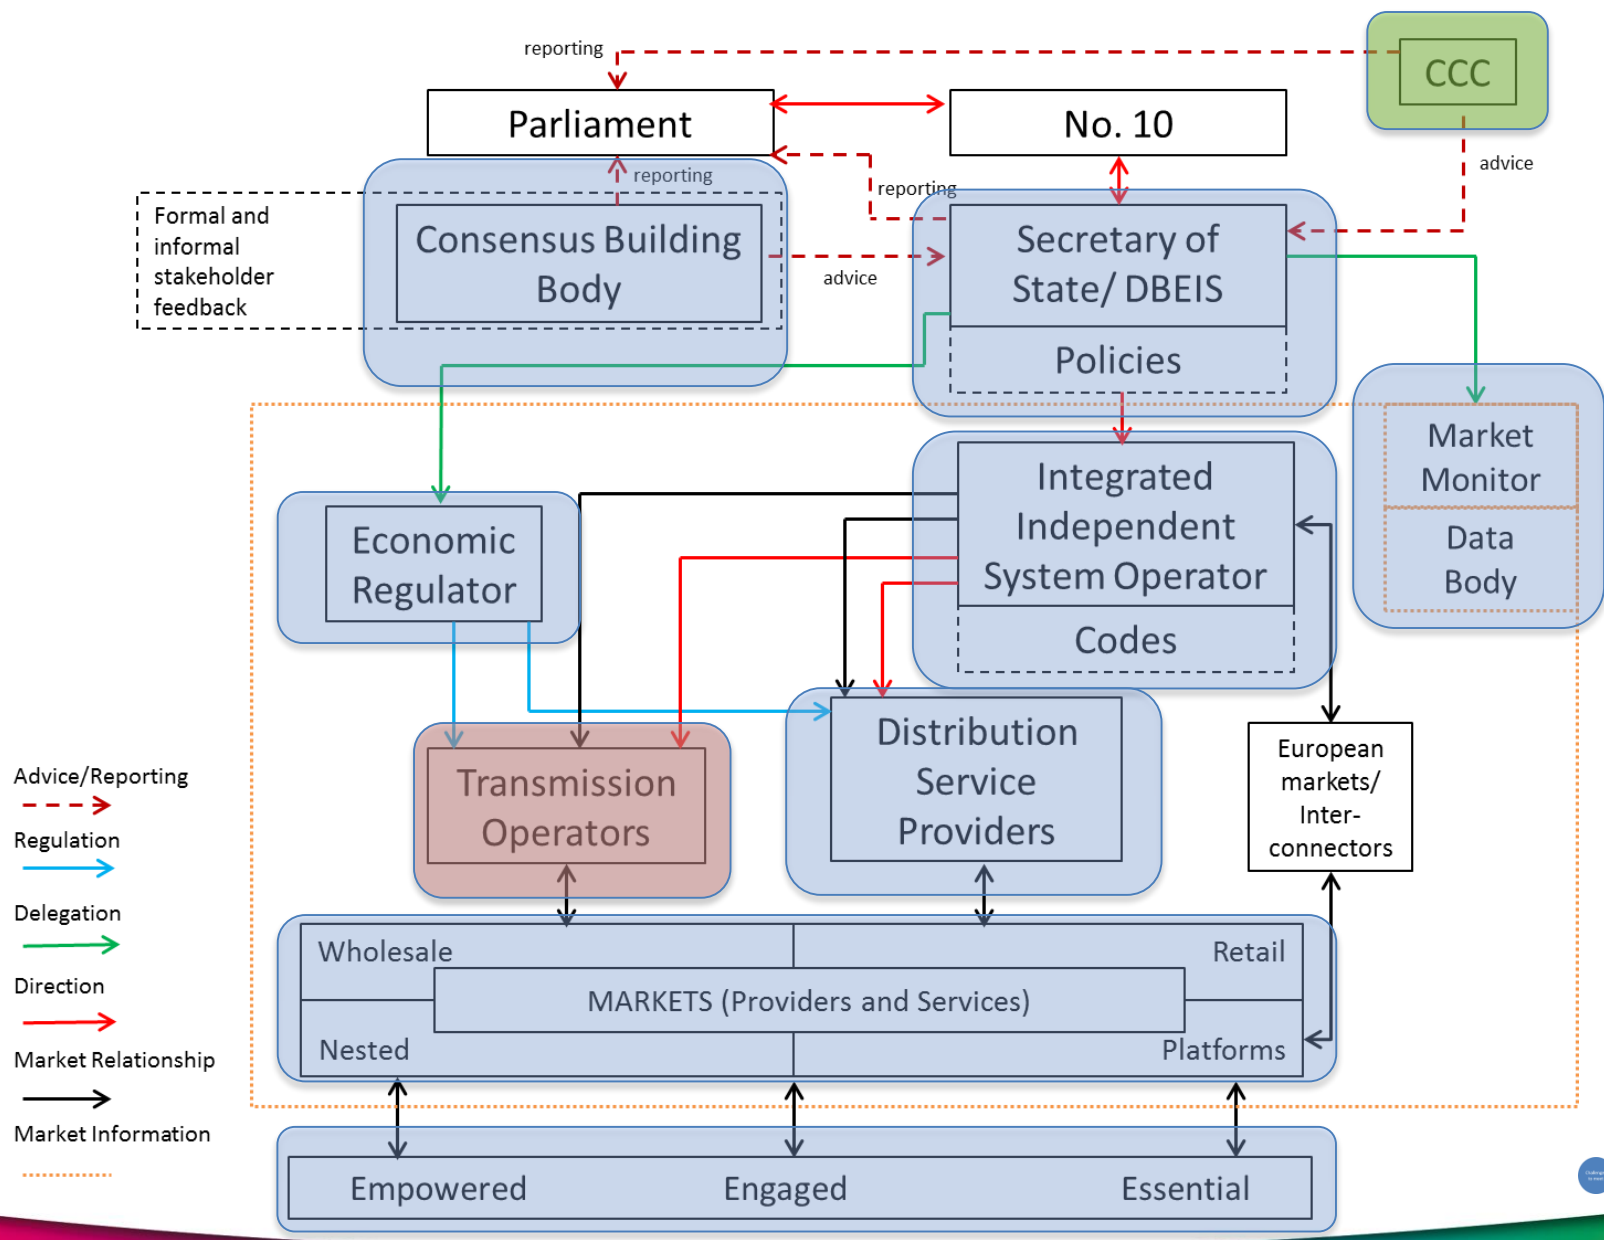 reporting
CCC
Parliament
No. 10
advice
reporting
reporting
Formal and
informal
stakeholder
feedback
Consensus Building
Body
advice
Secretary of
State/ DBEIS
Policies
Market
Monitor
Data
Body
Integrated
Independent
System Operator
Codes
Economic
Regulator
Transmission
Operators
Distribution
Service
Providers
European
markets/
Inter-
connectors
Advice/Reporting
Regulation
Delegation
Direction
Market Relationship
Market Information
Wholesale
Retail
MARKETS (Providers and Services)
Nested
Platforms
Empowered
Engaged
Essential